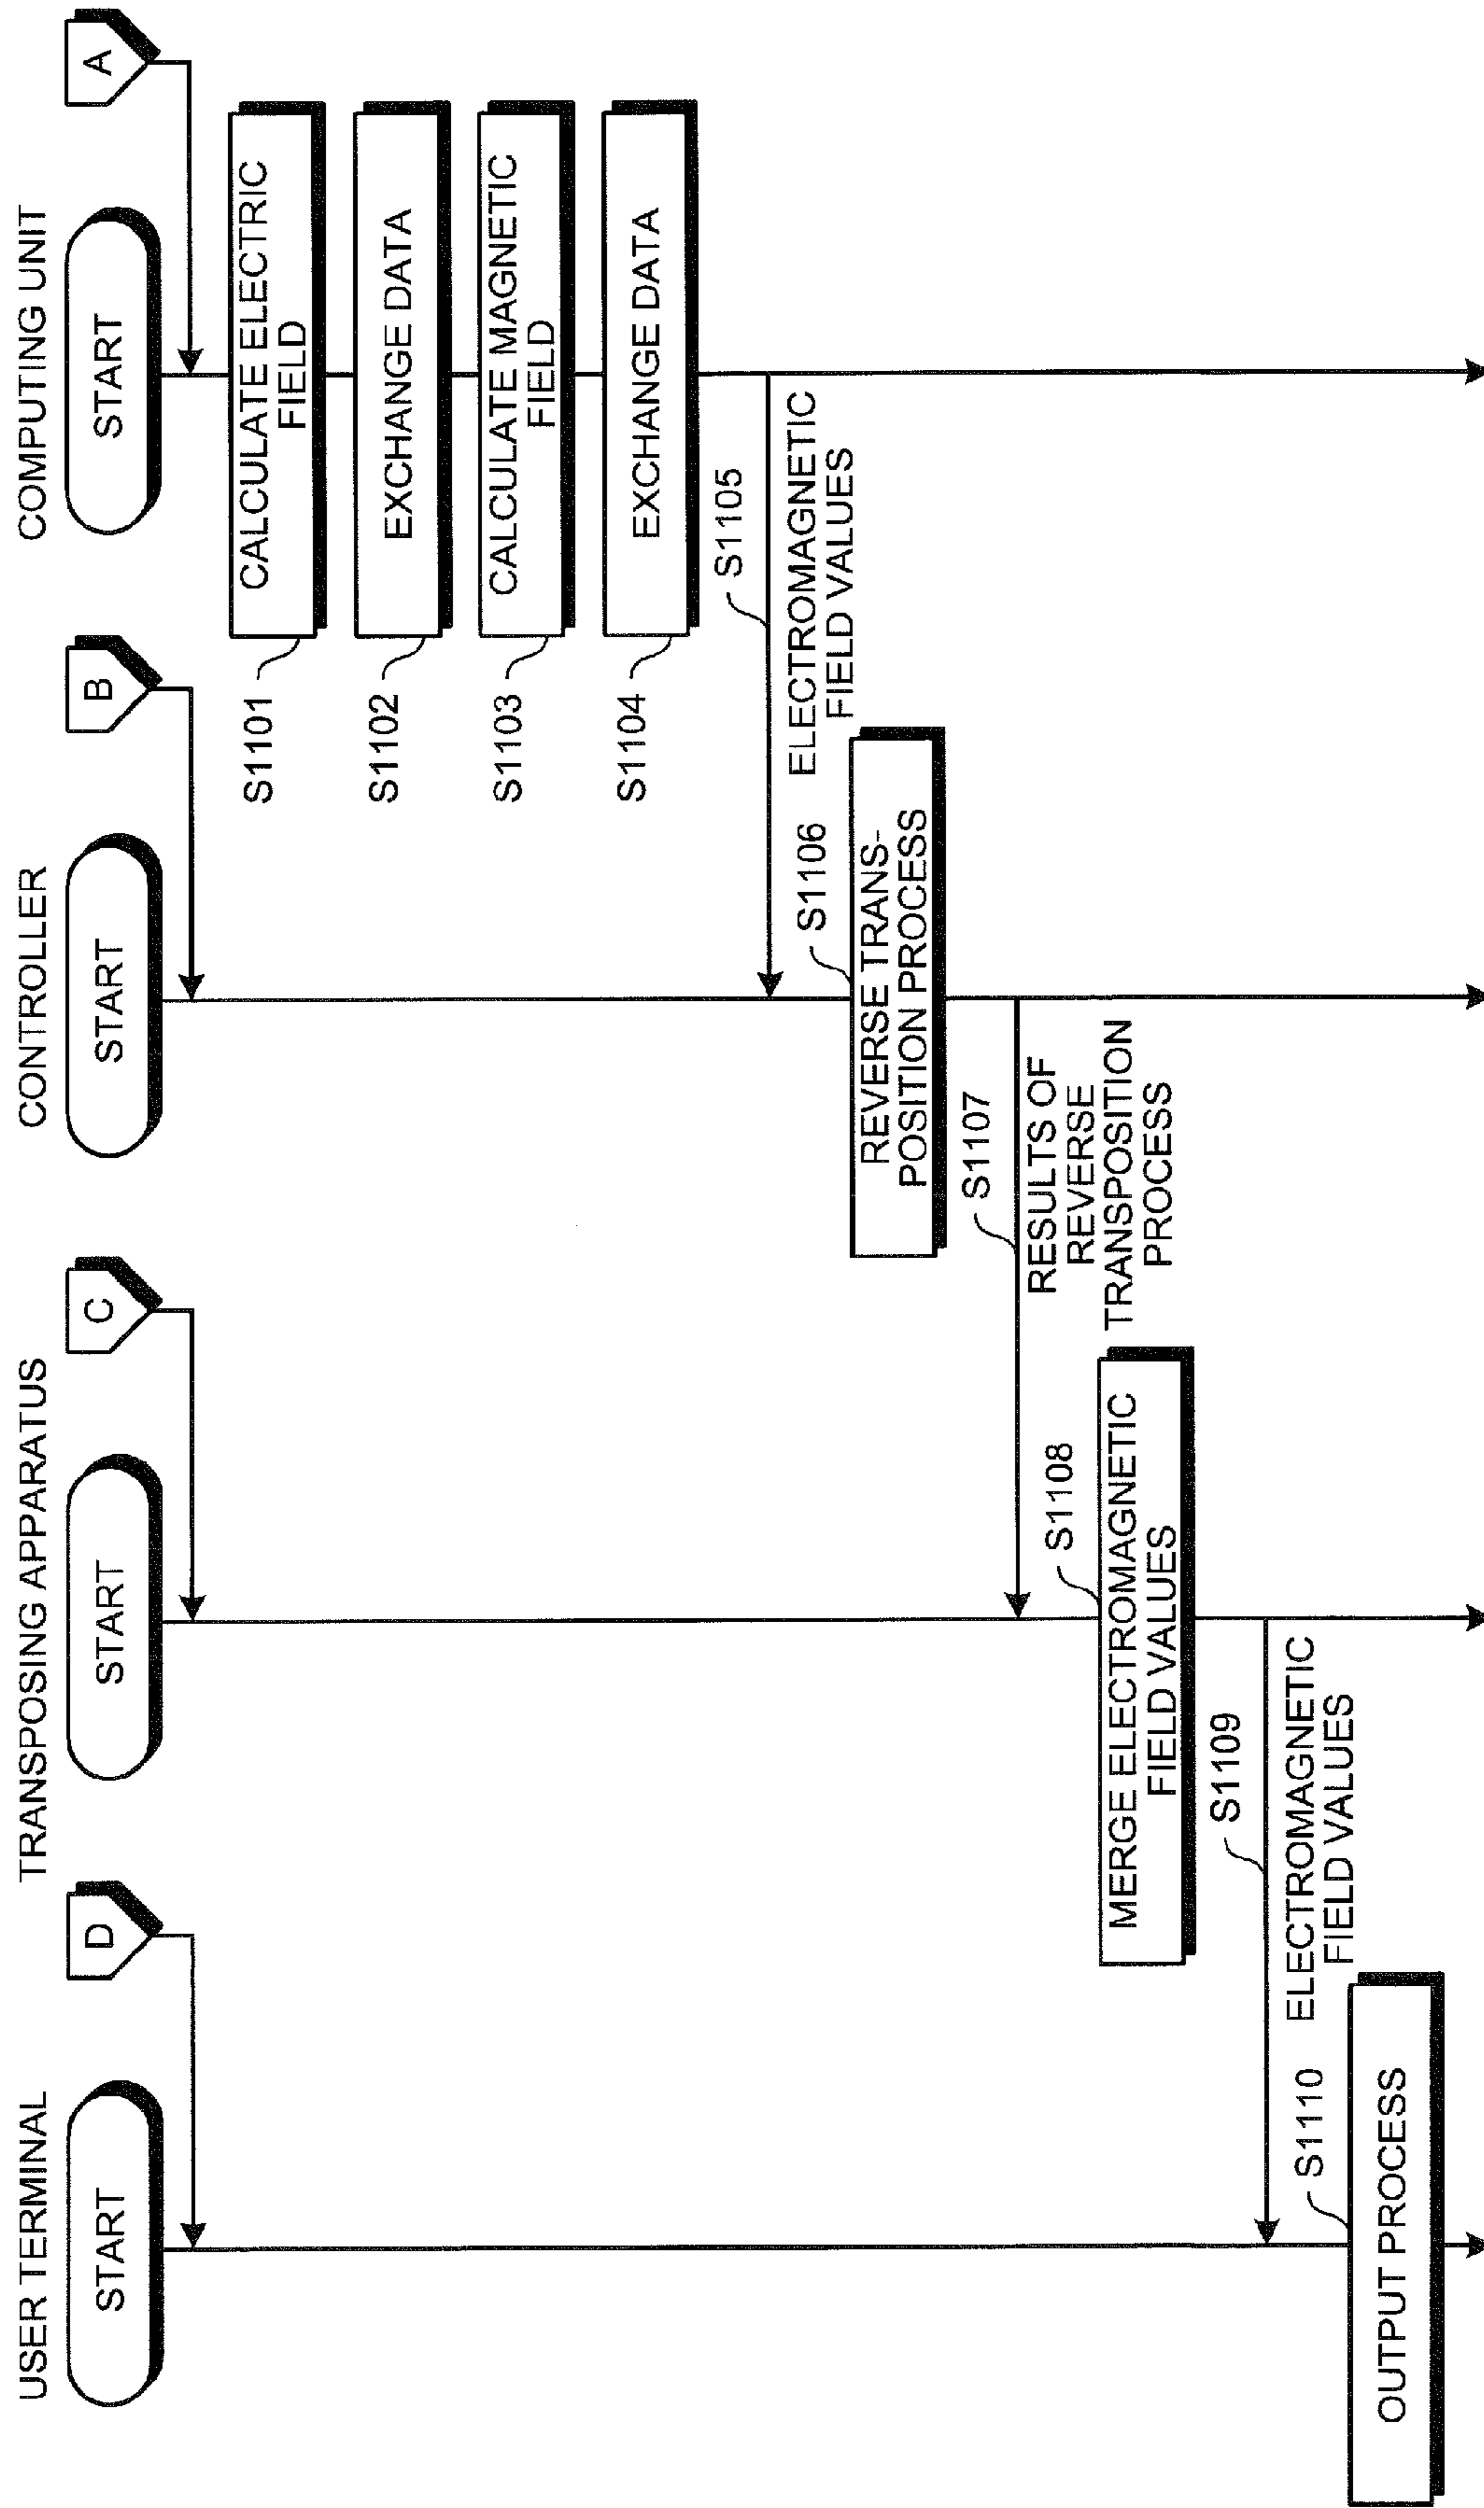 USER TERMINAL
TRANSPOSING APPARATUS
CONTROLLER
COMPUTING UNIT
START
D
START
C
START
B
START
A
S1101
CALCULATE ELECTRIC
FIELD
S1102
EXCHANGE DATA
S1103
CALCULATE MAGNETIC
FIELD
S1104
EXCHANGE DATA
S1105
ELECTROMAGNETIC
FIELD VALUES
S1106
REVERSE TRANS-
POSITION PROCESS
S1107
RESULTS OF
REVERSE
TRANSPOSITION
PROCESS
S1108
MERGE ELECTROMAGNETIC
FIELD VALUES
S1109
ELECTROMAGNETIC
FIELD VALUES
S1110
OUTPUT PROCESS